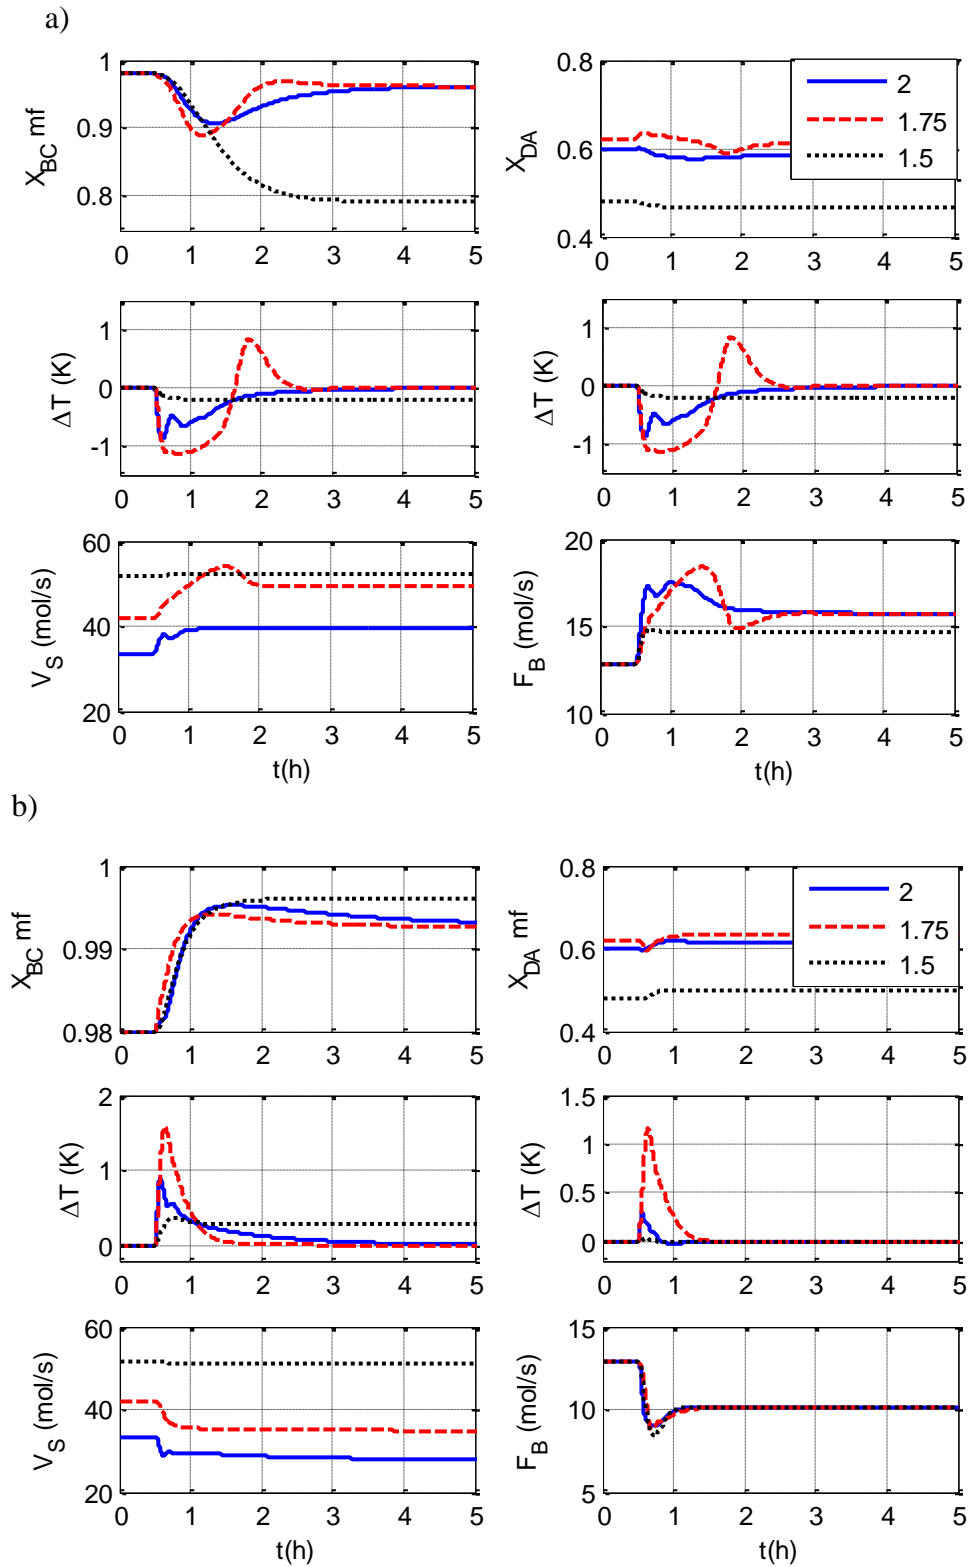 a)
1
0.9
0.8
0 1 2 3 4 5
X_BC mf
0.8
0.6
0.4
0 1 2 3 4 5
X_DA
2
1.75
1.5
1
0
-1
0 1 2 3 4 5
ΔT (K)
1
0
-1
0 1 2 3 4 5
ΔT (K)
60
40
20
0 1 2 3 4 5
V_S (mol/s)
t(h)
20
15
10
0 1 2 3 4 5
F_B (mol/s)
t(h)
b)
1
0.99
0.98
0 1 2 3 4 5
X_BC mf
0.8
0.6
0.4
0 1 2 3 4 5
X_DA mf
2
1.75
1.5
2
1
0
0 1 2 3 4 5
ΔT (K)
1.5
1
0.5
0
0 1 2 3 4 5
ΔT (K)
60
40
20
0 1 2 3 4 5
V_S (mol/s)
t(h)
15
10
5
0 1 2 3 4 5
F_B (mol/s)
t(h)